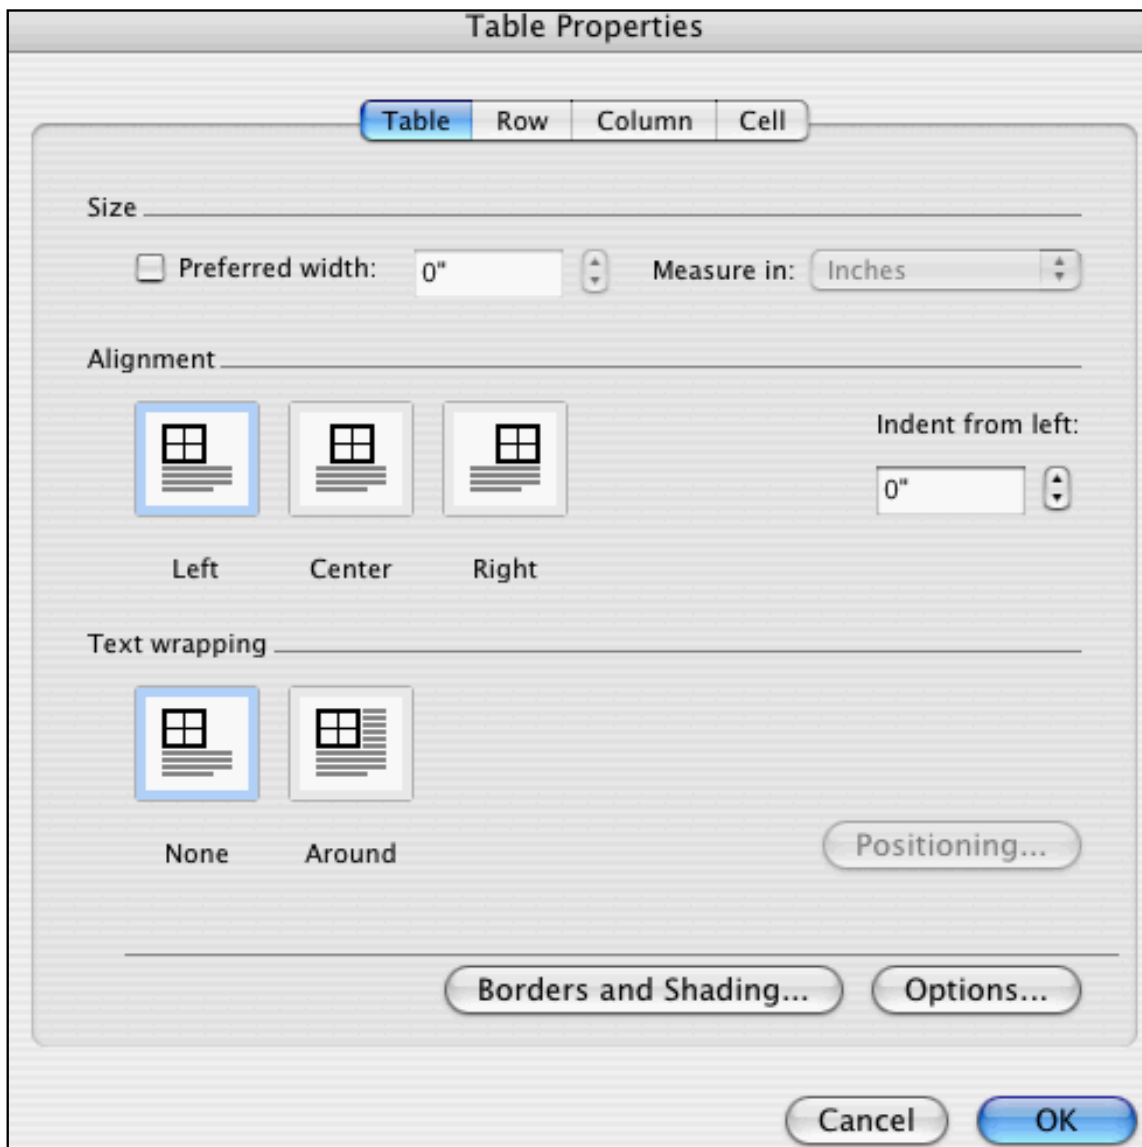 Table Properties
Table Row Column Cell
Size
Preferred width: 0" Measure in: Inches
Alignment
Indent from left:
0"
Left Center Right
Text wrapping
None Around
Positioning...
Borders and Shading... Options...
Cancel OK